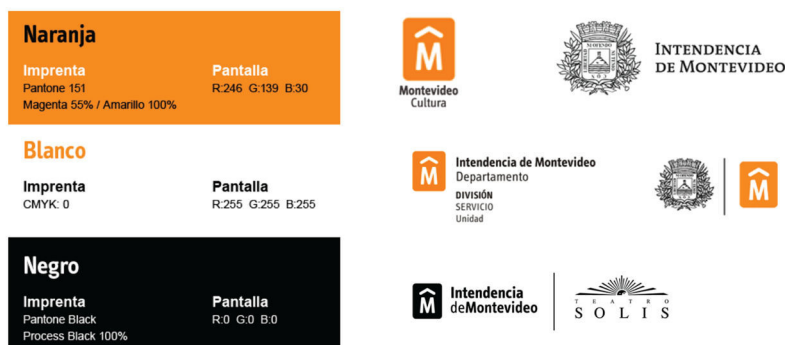 Naranja
Imprenta
Pantalla
Pantone 151
R:246 G:139 B:30
Magenta 55% / Amarillo 100%
Blanco
Imprenta
Pantalla
CMYK: 0
R:255 G:255 B:255
Negro
Imprenta
Pantalla
Pantone Black
R:0 G:0 B:0
Process Black 100%
M
Montevideo
Cultura
INTENDENCIA
DE MONTEVIDEO
M
Intendencia de Montevideo
Departamento
DIVISIÓN
SERVICIO
Unidad
M
M
Intendencia
deMontevideo
TEATRO
SOLIS